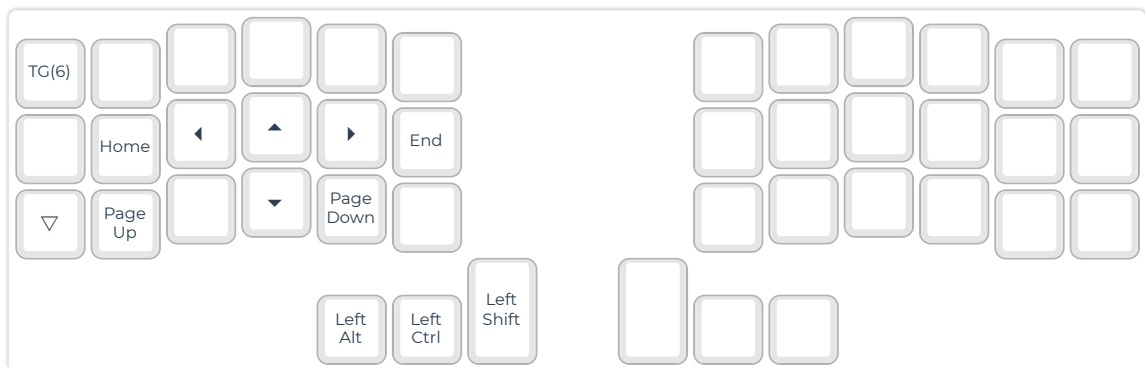 TG(6)
Home
End
Page
Up
Page
Down
Left
Alt
Left
Ctrl
Left
Shift